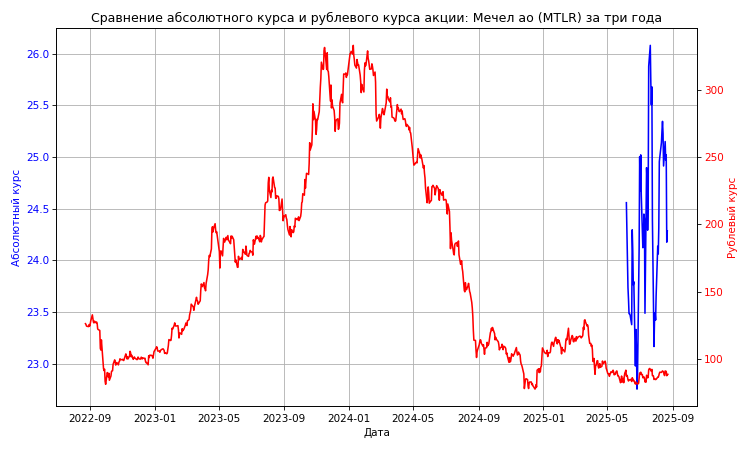 Сравнение абсолютного курса и рублевого курса акции: Мечел ао (MTLR) за три года
Абсолютный курс
26.0
25.5
25.0
24.5
24.0
23.5
23.0
300
250
200
150
100
Рублевый курс
2022-09 2023-01 2023-05 2023-09 2024-01 2024-05 2024-09 2025-01 2025-05 2025-09
Дата